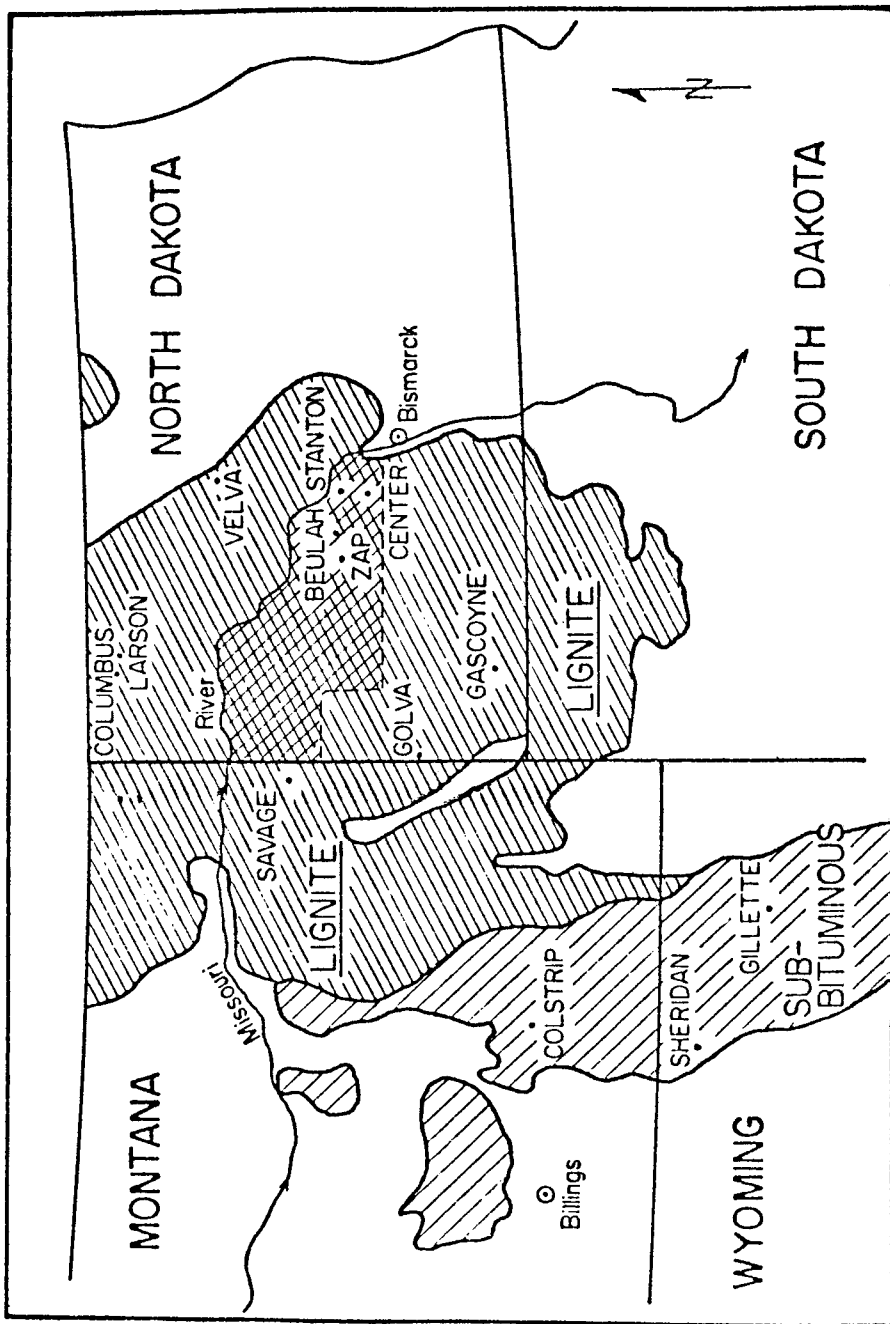 MONTANA
NORTH DAKOTA
COLUMBUS
LARSON
VELVA
Missouri
River
SAVAGE
LIGNITE
BEULAH
STANTON
ZAP
CENTER
Bismarck
GOLVA
GASCOYNE
Billings
COLSTRIP
LIGNITE
N
WYOMING
SHERIDAN
GILLETTE
SUB-
BITUMINOUS
SOUTH DAKOTA